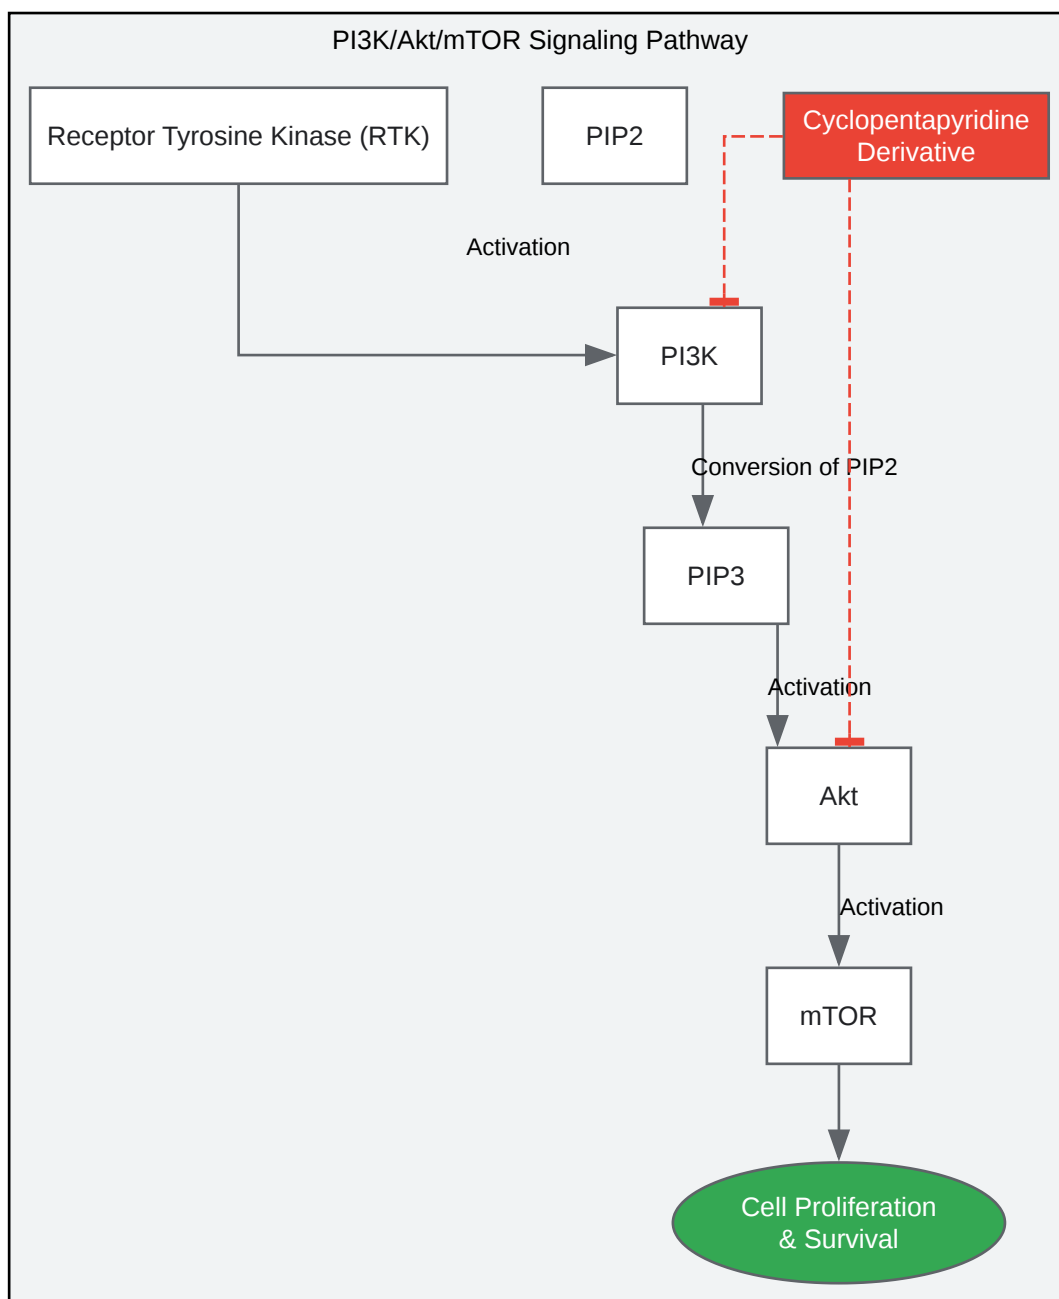 PI3K/Akt/mTOR Signaling Pathway
Receptor Tyrosine Kinase (RTK)
PIP2
Cyclopentapyridine
Derivative
Activation
PI3K
Conversion of PIP2
PIP3
Activation
Akt
Activation
mTOR
Cell Proliferation
& Survival